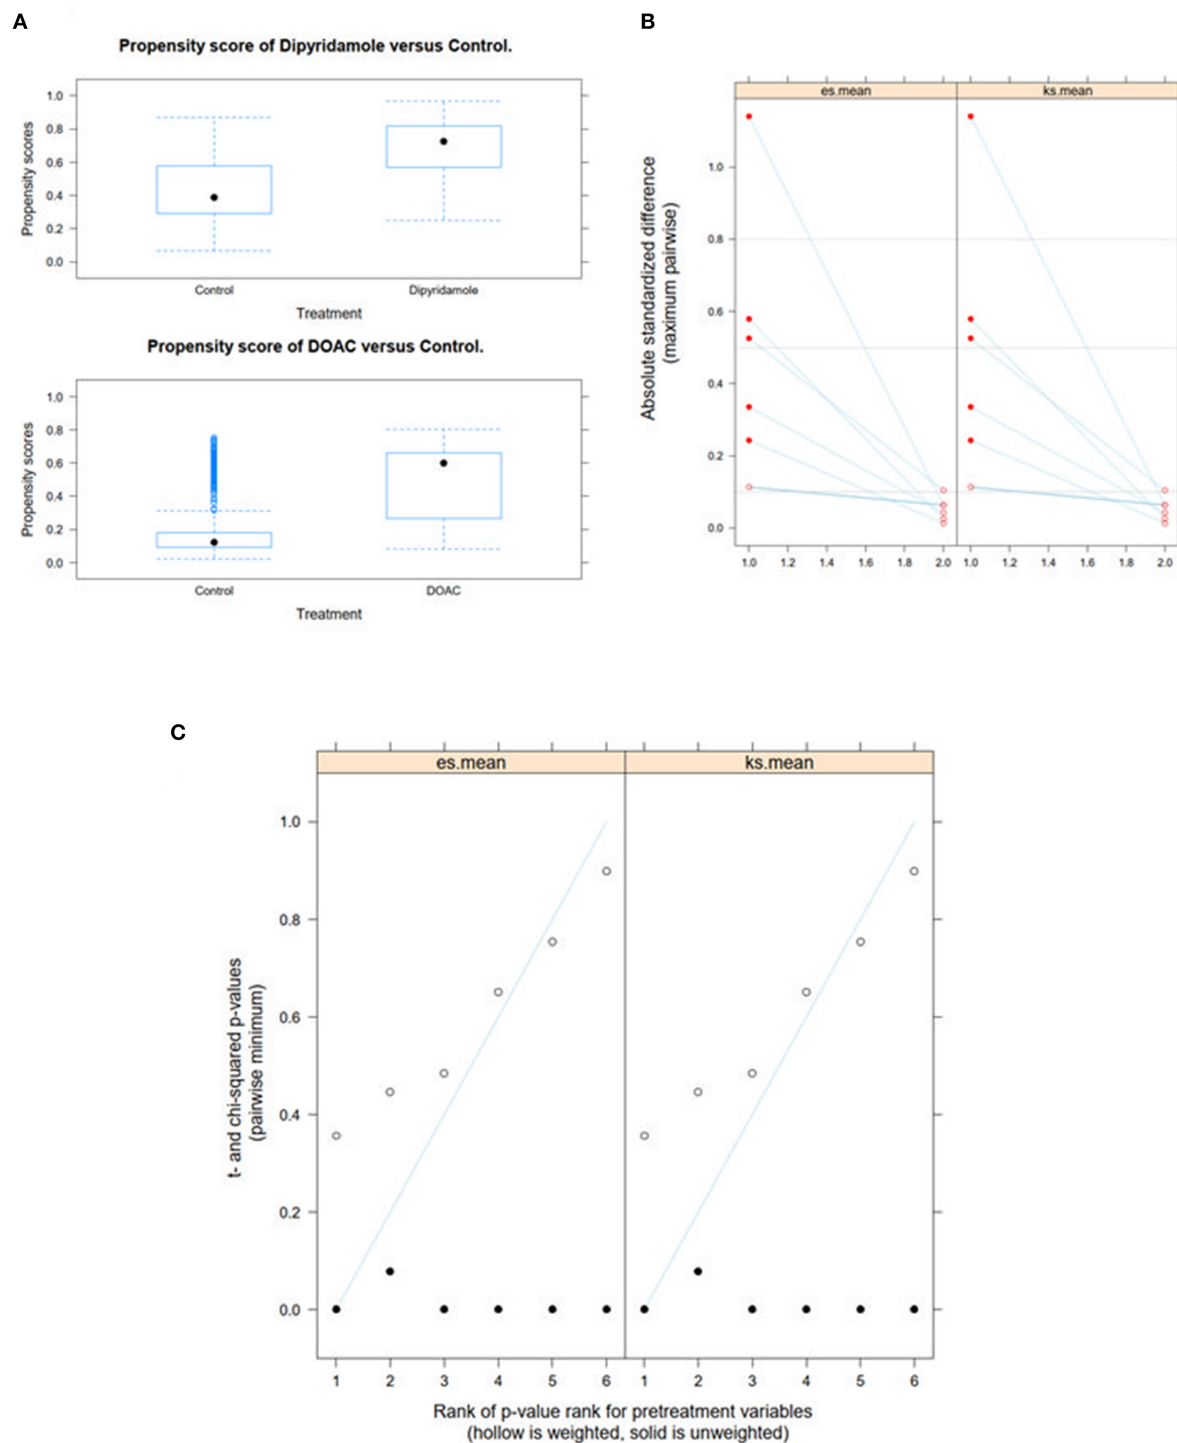 A
Propensity score of Dipyridamole versus Control.
Propensity scores
1.0
0.8
0.6
0.4
0.2
0.0
Control
Dipyridamole
Treatment
Propensity score of DOAC versus Control.
Propensity scores
1.0
0.8
0.6
0.4
0.2
0.0
Control
DOAC
Treatment
B
es.mean
ks.mean
Absolute standardized difference
(maximum pairwise)
1.0
0.8
0.6
0.4
0.2
0.0
1.0 1.2 1.4 1.6 1.8 2.0
1.0 1.2 1.4 1.6 1.8 2.0
C
es.mean
ks.mean
t- and chi-squared p-values
(pairwise minimum)
1.0
0.8
0.6
0.4
0.2
0.0
1 2 3 4 5 6
1 2 3 4 5 6
Rank of p-value rank for pretreatment variables
(hollow is weighted, solid is unweighted)